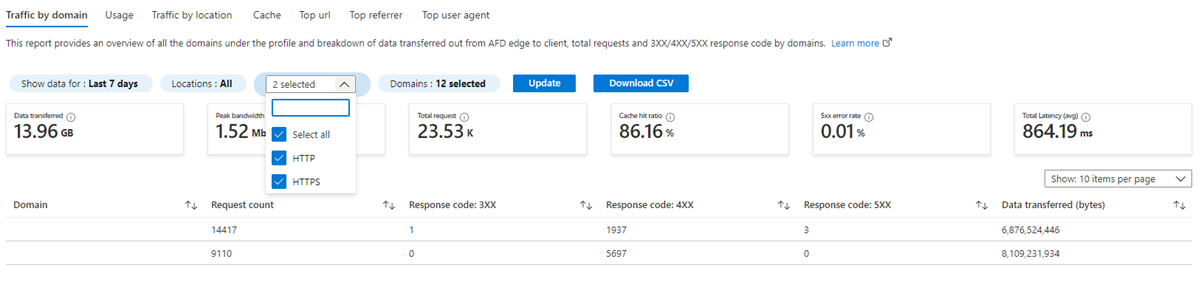 Traffic by domain Usage Traffic by location Cache Top url Top referrer Top user agent
This report provides an overview of all the domains under the profile and breakdown of data transferred out from AFD edge to client, total requests and 3XX/4XX/5XX response code by domains. Learn more
Show data for : Last 7 days Locations : All 2 selected Domains : 12 selected Update Download CSV
Data transferred Peak bandwidth Total request Cache hit ratio 5xx error rate Total Latency (avg)
13.96 GB 1.52 Mb 23.53 K 86.16 % 0.01 % 864.19 ms
Select all
HTTP
HTTPS
Show: 10 items per page
Domain Request count Response code: 3XX Response code: 4XX Response code: 5XX Data transferred (bytes)
14417 1 1937 3 6,876,524,446
9110 0 5697 0 8,109,231,934